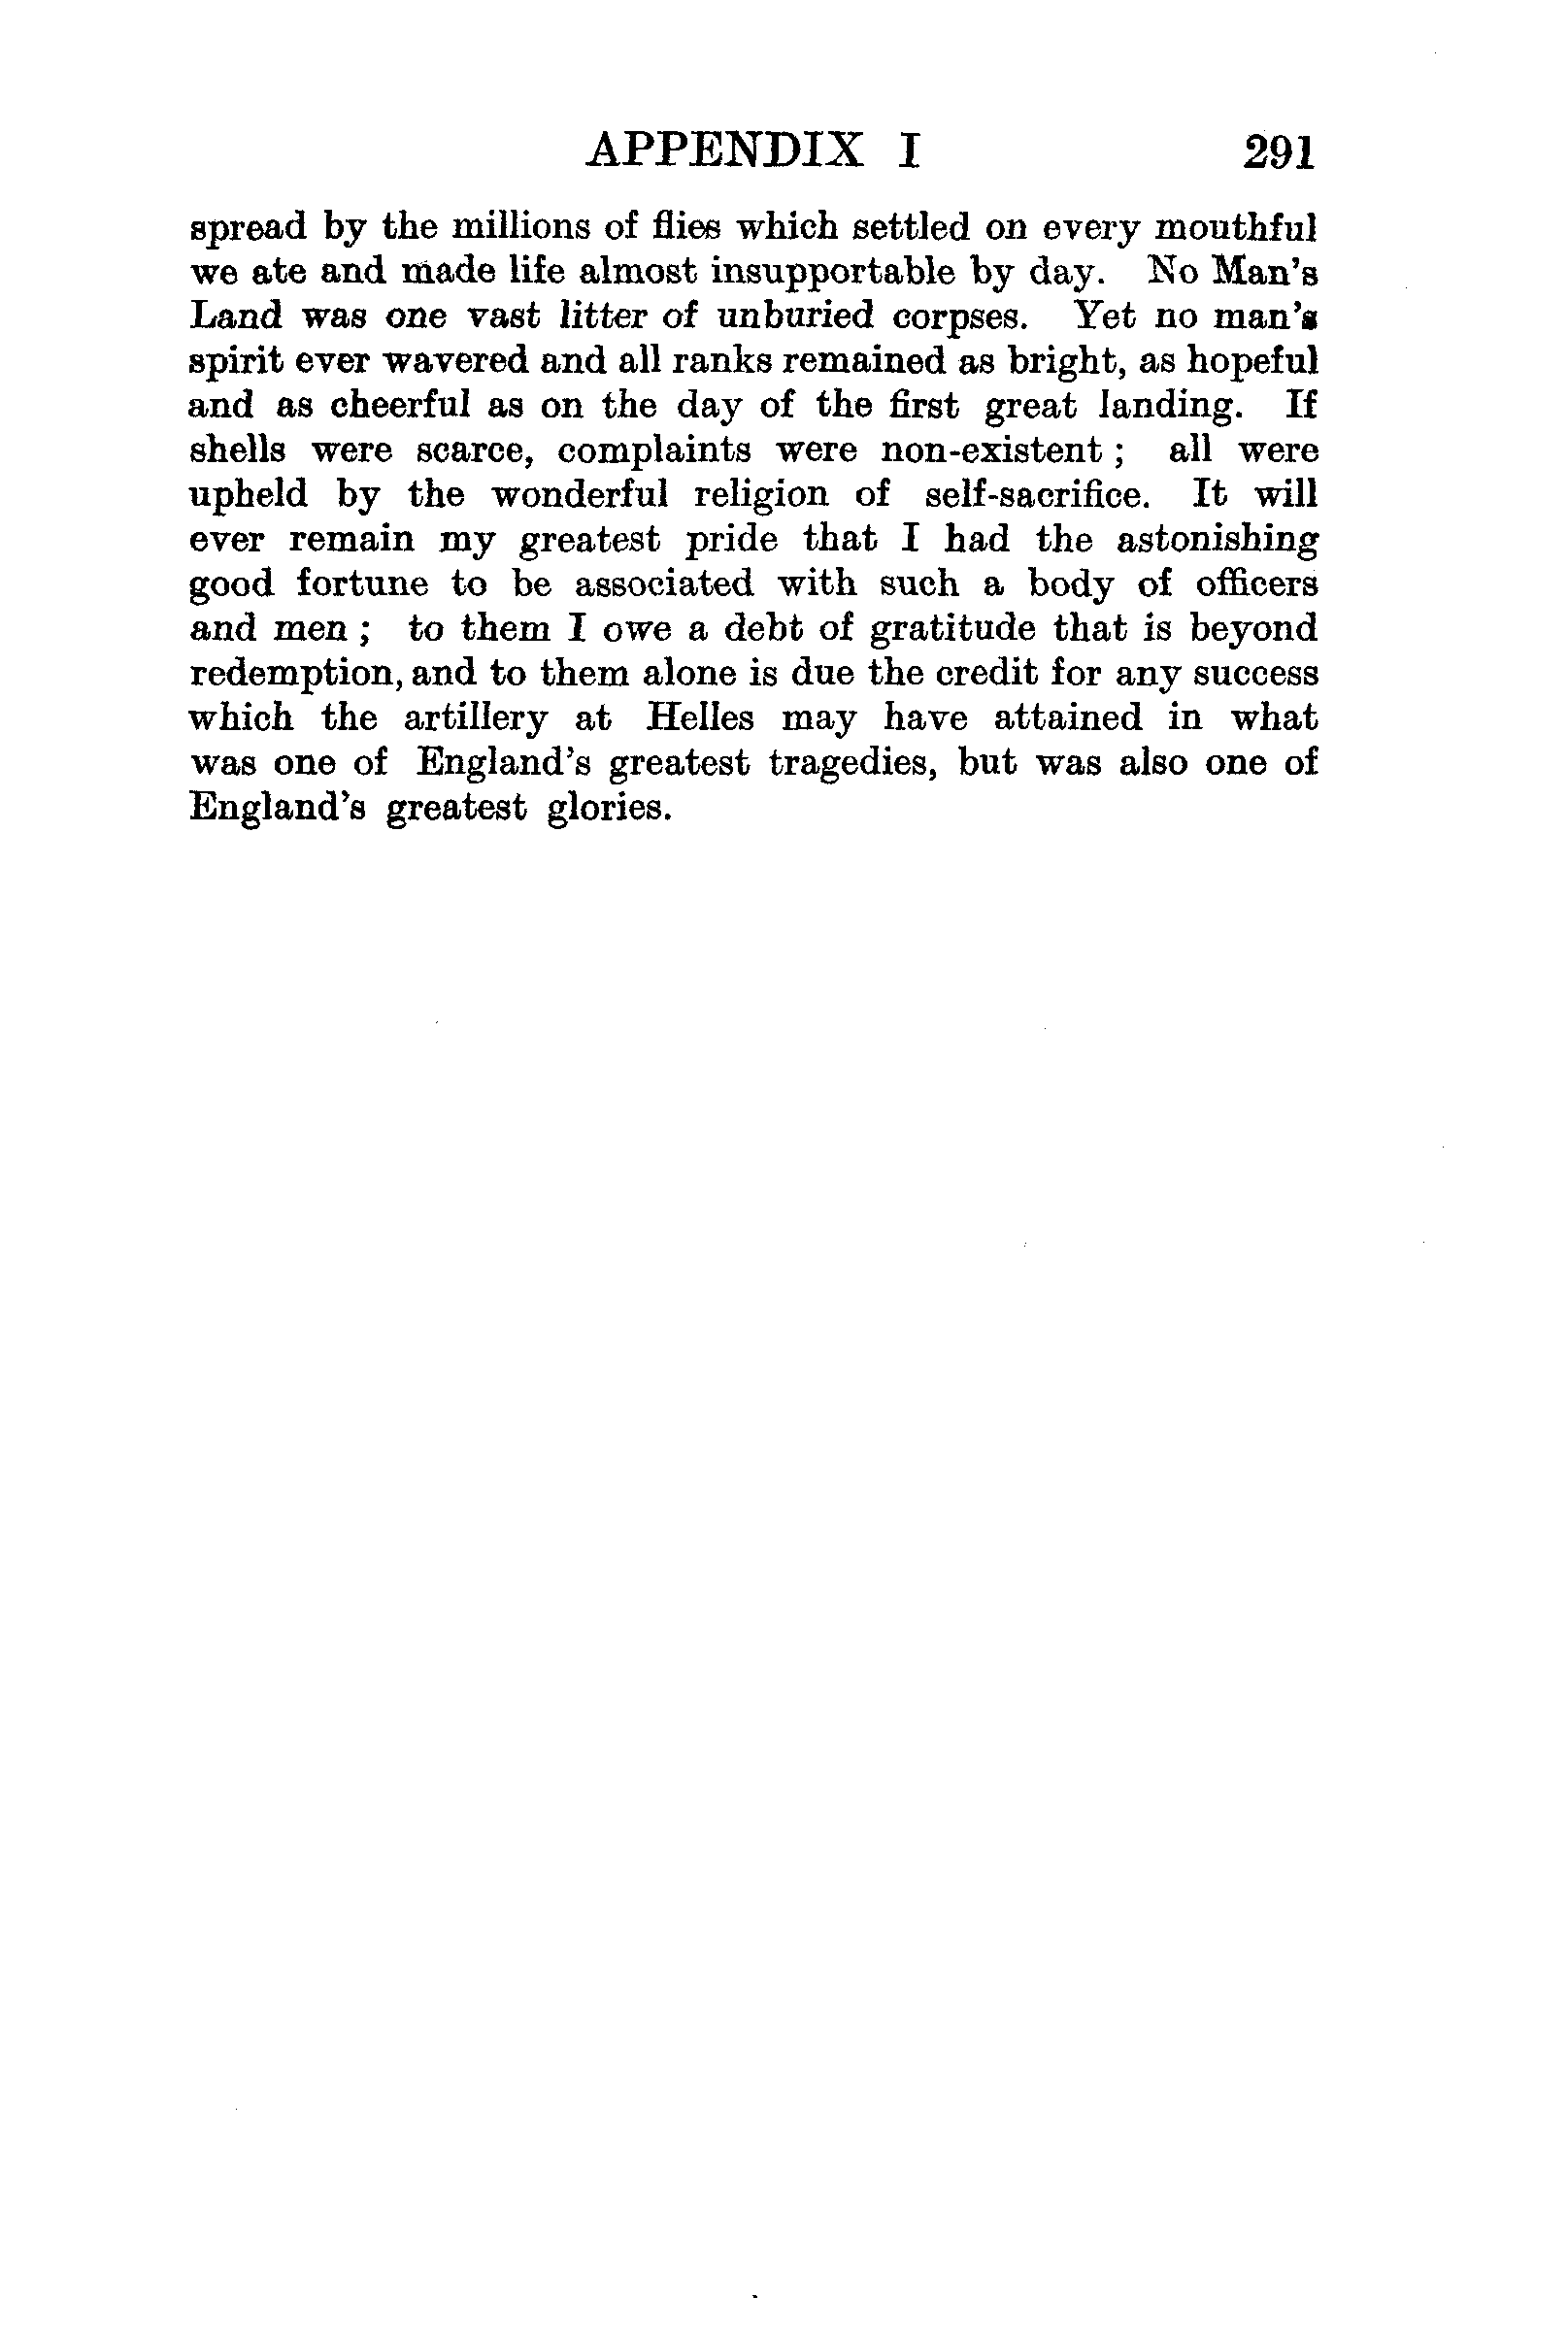 APPENDIX I 291
spread by the millions of flies which settled on every mouthful
we ate and made life almost insupportable by day. No Man's
Land was one vast litter of unburied corpses. Yet no man's
spirit ever wavered and all ranks remained as bright, as hopeful
and as cheerful as on the day of the first great landing. If
shells were scarce, complaints were non-existent ; all were
upheld by the wonderful religion of self-sacrifice. It will
ever remain my greatest pride that I had the astonishing
good fortune to be associated with such a body of officers
and men ; to them I owe a debt of gratitude that is beyond
redemption, and to them alone is due the credit for any success
which the artillery at Helles may have attained in what
was one of England's greatest tragedies, but was also one of
England's greatest glories.